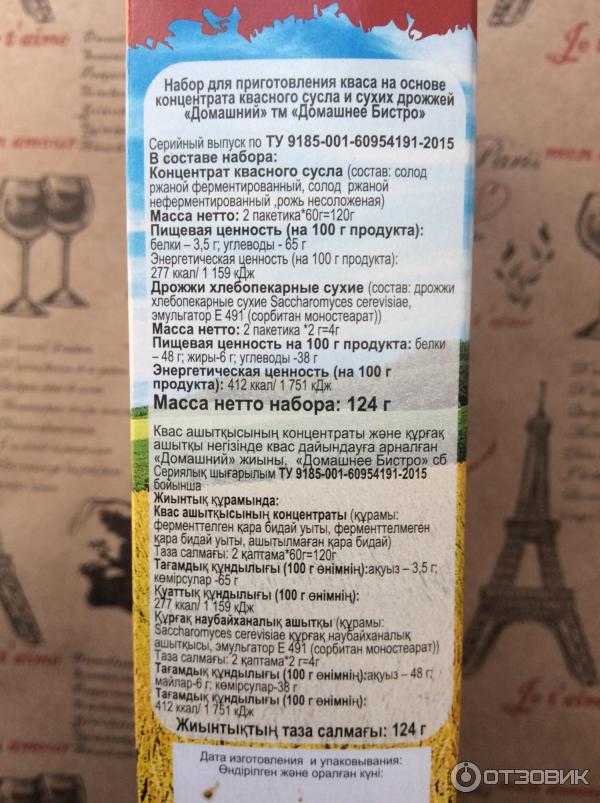 Je
t'aime
Набор для приготовления кваса на основе
концентрата квасного сусла и сухих дрожжей
«Домашний» тм «Домашнее Бистро»
Серийный выпуск по ТУ 9185-001-60954191-2015
В составе набора:
Концентрат квасного сусла (состав: солод
ржаной ферментированный, солод ржаной
неферментированный ,рожь несоложеная)
Масса нетто: 2 пакетика*60г=120г
Пищевая ценность (на 100 г продукта):
белки – 3,5 г; углеводы - 65 г
Энергетическая ценность (на 100 г продукта):
277 ккал/ 1 159 кДж
Дрожжи хлебопекарные сухие (состав: дрожжи
хлебопекарные сухие Saccharomyces cerevisiae,
эмульгатор Е 491 (сорбитан моностеарат))
Масса нетто: 2 пакетика *2 г=4г
Пищевая ценность на 100 г продукта: белки
– 48 г; жиры-6 г; углеводы -38 г
Энергетическая ценность (на 100 г
продукта): 412 ккал/ 1 751 кДж
Масса нетто набора: 124 г
Квас ашытқысының концентраты және құрғақ
ашытқы негізінде квас дайындауға арналған
«Домашний» жиыны, «Домашнее Бистро» сб
Сериялық шығарылым ТУ 9185-001-60954191-2015
бойынша
Жиынтық құрамында:
Квас ашытқысының концентраты (құрамы:
ферменттелген қара бидай уыты, ферменттелмеген
қара бидай уыты, ашытылмаған қара бидай)
Таза салмағы: 2 қаптама*60г=120г
Тағамдық құндылығы (100 г өнімнің):ақуыз – 3,5 г;
көмірсулар -65 г
Қуаттық құндылығы (100 г өнімнің):
277 ккал/ 1 159 кДж
Құрғақ наубайханалық ашытқы (құрамы:
Saccharomyces cerevisiae құрғақ наубайханалық
ашытқысы, эмульгатор Е 491 (сорбитан моностеарат))
Таза салмағы: 2 қаптама*2 г=4г
Тағамдық құндылығы (100 г өнімнің):ақуыз – 48 г;
майлар-6 г; көмірсулар-38 г
Тағамдық құндылығы (100 г өнімнің):
412 ккал/ 1 751 кДж
Жиынтықтың таза салмағы: 124 г
Дата изготовления и упаковывания:
Өндірілген және оралған күні:
Paris
ОТЗОВИК